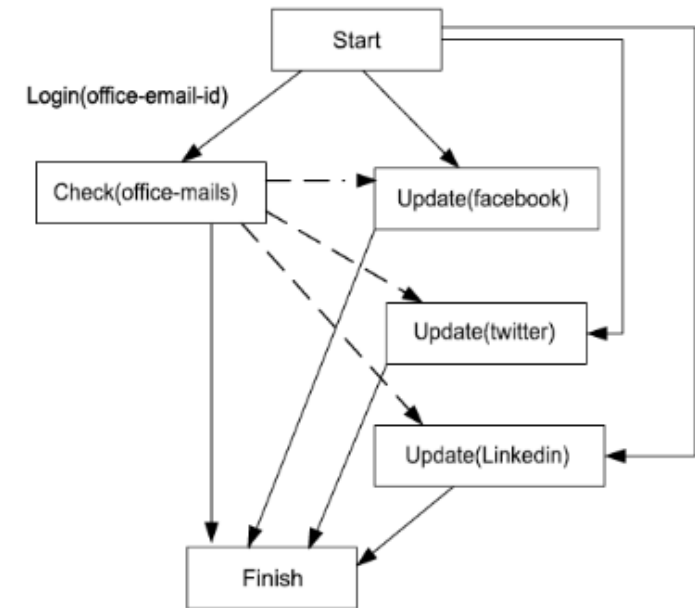 Start
Login(office-email-id)
Check(office-mails)
Update(facebook)
Update(twitter)
Update(Linkedin)
Finish